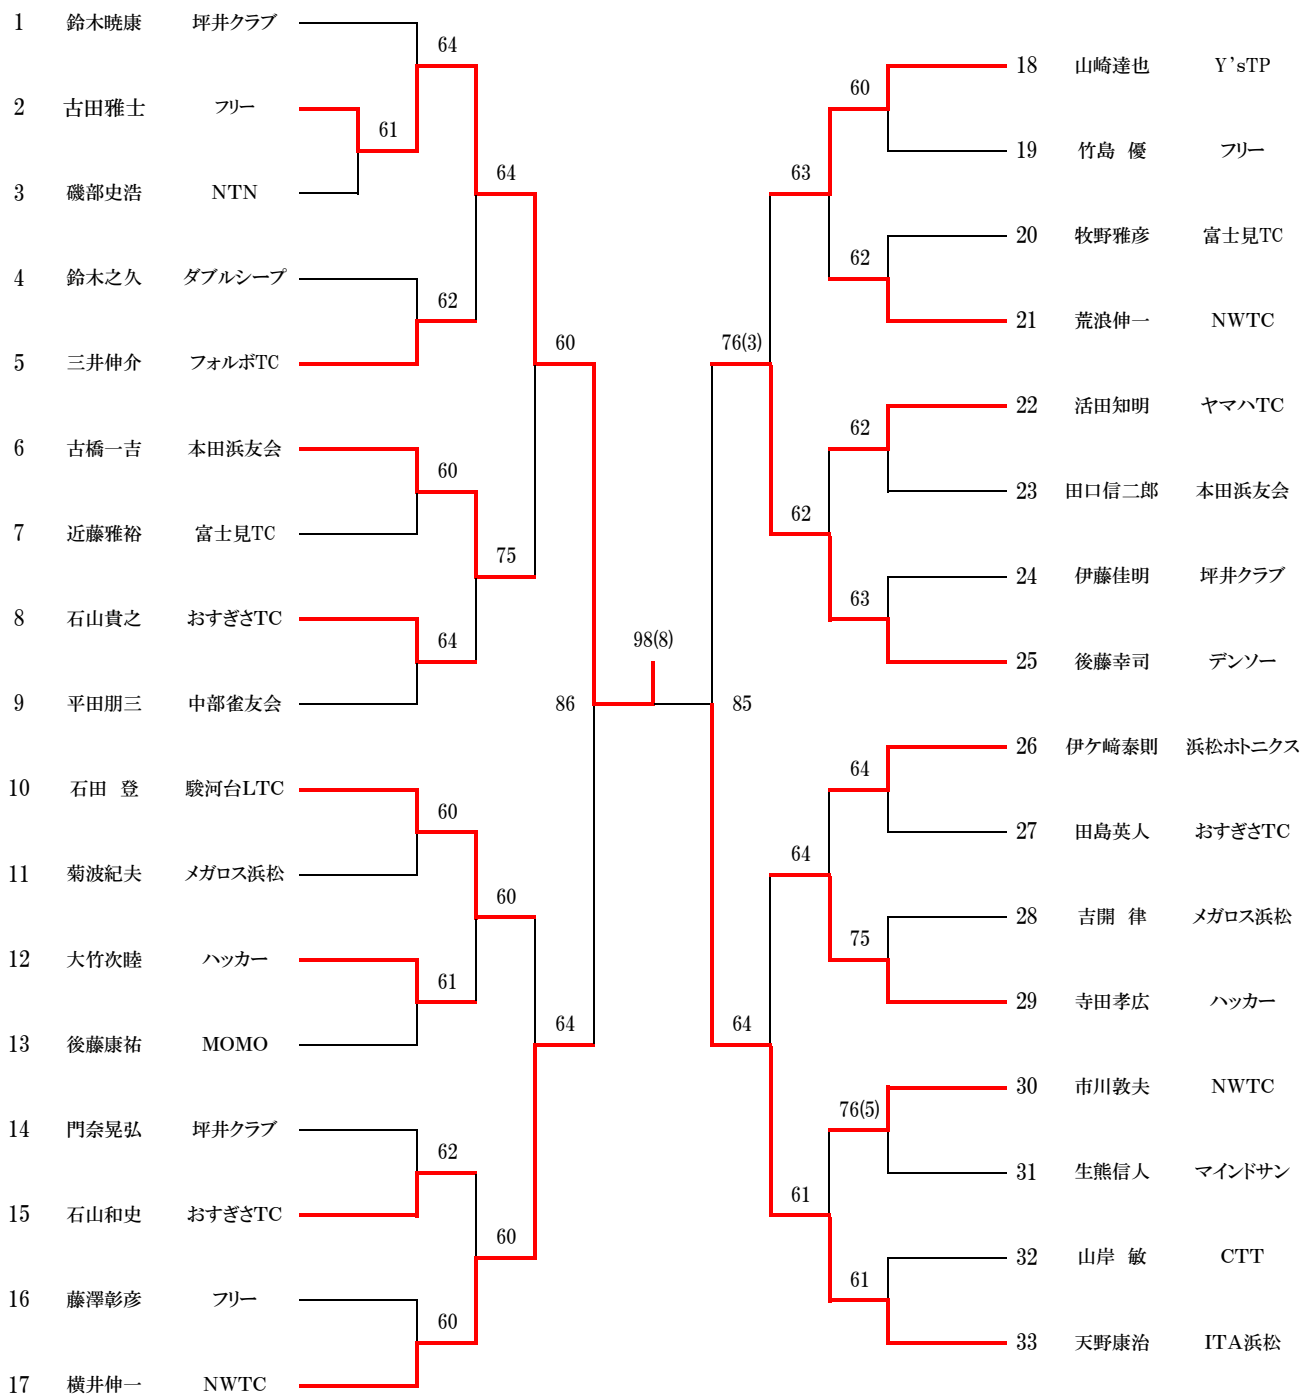 1 鈴木暁康 坪井クラブ
64
2 古田雅士 フリー
61
3 磯部史浩 NTN
64
4 鈴木之久 ダブルシープ
62
5 三井伸介 フォルボTC
60
6 古橋一吉 本田浜友会
60
7 近藤雅裕 富士見TC
75
8 石山貴之 おすぎさTC
64
9 平田朋三 中部雀友会
86
10 石田 登 駿河台LTC
60
11 菊波紀夫 メガロス浜松
60
12 大竹次睦 ハッカー
61
13 後藤康祐 MOMO
64
14 門奈晃弘 坪井クラブ
62
15 石山和史 おすぎさTC
60
16 藤澤彰彦 フリー
60
17 横井伸一 NWTC
98(8)
18 山崎達也 Y'sTP
60
19 竹島 優 フリー
63
20 牧野雅彦 富士見TC
62
21 荒浪伸一 NWTC
76(3)
22 活田知明 ヤマハTC
62
23 田口信二郎 本田浜友会
62
24 伊藤佳明 坪井クラブ
63
25 後藤幸司 デンソー
85
26 伊ケ﨑泰則 浜松ホトニクス
64
27 田島英人 おすぎさTC
64
28 吉開 律 メガロス浜松
75
29 寺田孝広 ハッカー
64
30 市川敦夫 NWTC
76(5)
31 生熊信人 マインドサン
61
32 山岸 敏 CTT
61
33 天野康治 ITA浜松